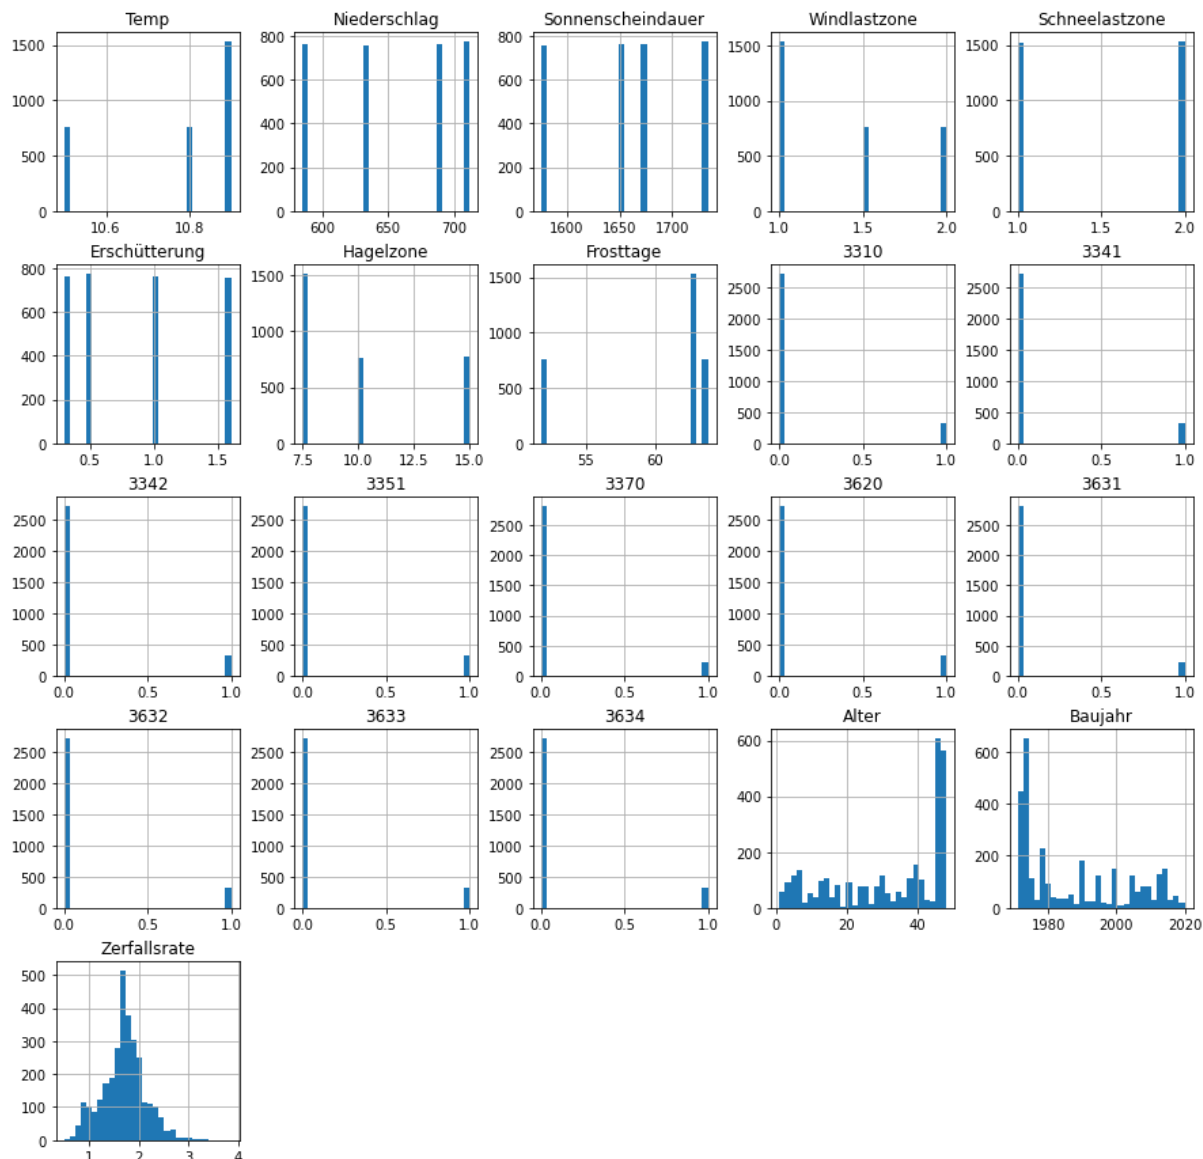 Temp Niederschlag Sonnenscheindauer Windlastzone Schneelastzone
1500 1000 500 0
10.6 10.8
800 600 400 200 0
600 650 700
800 600 400 200 0
1600 1650 1700
1500 1000 500 0
1.0 1.5 2.0
1500 1000 500 0
1.0 1.5 2.0
Erschütterung Hagelzone Frosttage 3310 3341
800 600 400 200 0
0.5 1.0 1.5
1500 1000 500 0
7.5 10.0 12.5 15.0
1500 1000 500 0
55 60
2500 2000 1500 1000 500 0
0.0 0.5 1.0
2500 2000 1500 1000 500 0
0.0 0.5 1.0
3342 3351 3370 3620 3631
2500 2000 1500 1000 500 0
0.0 0.5 1.0
2500 2000 1500 1000 500 0
0.0 0.5 1.0
2500 2000 1500 1000 500 0
0.0 0.5 1.0
2500 2000 1500 1000 500 0
0.0 0.5 1.0
2500 2000 1500 1000 500 0
0.0 0.5 1.0
3632 3633 3634 Alter Baujahr
2500 2000 1500 1000 500 0
0.0 0.5 1.0
2500 2000 1500 1000 500 0
0.0 0.5 1.0
2500 2000 1500 1000 500 0
0.0 0.5 1.0
600 400 200 0
0 20 40
600 400 200 0
1980 2000 2020
Zerfallsrate
500 400 300 200 100 0
1 2 3 4